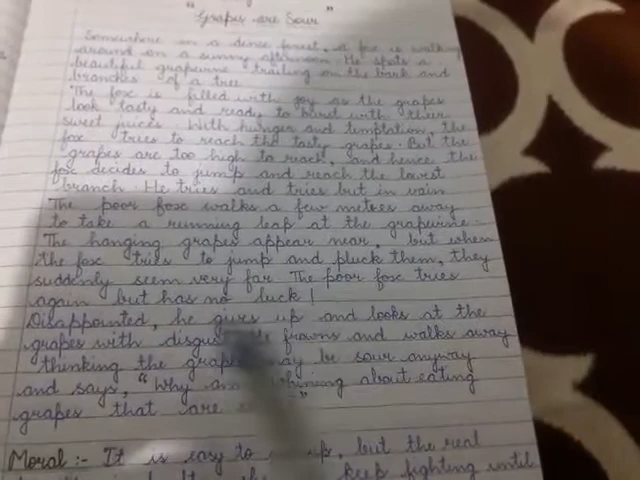 "Grapes are Sour"
Somewhere in a dense forest, a fox is walking
around on a sunny afternoon. He spots a
beautiful grapevine trailing on the bark and
branches of a tree
The fox is filled with joy as the grapes
look tasty and ready to burst with their
sweet juices. With hunger and temptation, the
fox tries to reach the tasty grapes. But the
grapes are too high to reach, and hence the
fox decides to jump and reach the lowest
branch. He tries and tries but in vain
The poor fox walks a few metres away
to take a running leap at the grapevine.
The hanging grapes appear near, but when
the fox tries to jump and pluck them, they
suddenly seem very far The poor fox tries
again but has no luck!
Disappointed, he gives up and looks at the
grapes with frowns and walks away
thinking the be sour anyway
and says, "Why about eating
grapes that are "
Moral :- It is easy to but the real
keep fighting until